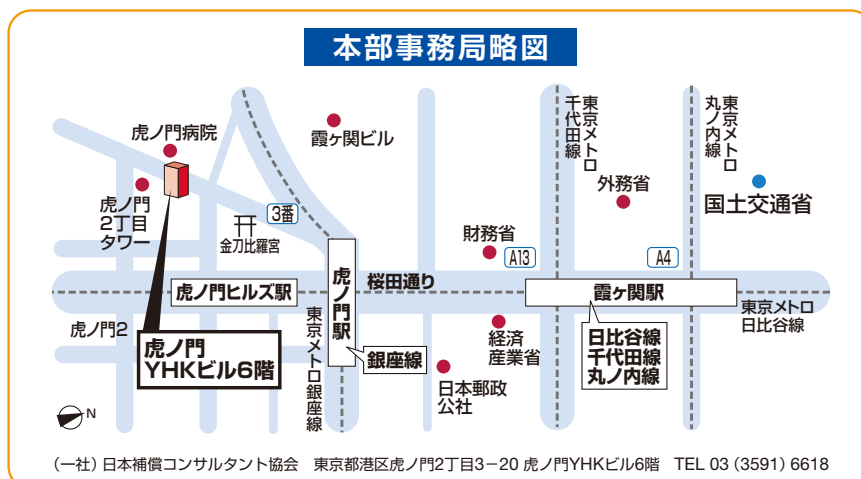 本部事務局略図
虎ノ門病院
虎ノ門
2丁目
タワー
金刀比羅宮
3番
霞ヶ関ビル
東京メトロ
千代田線
東京メトロ
丸ノ内線
外務省
国土交通省
財務省
A13
A4
虎ノ門ヒルズ駅
虎ノ門駅
桜田通り
霞ヶ関駅
東京メトロ
日比谷線
虎ノ門2
虎ノ門
YHKビル6階
東京メトロ銀座線
銀座線
経済
産業省
日本郵政
公社
日比谷線
千代田線
丸ノ内線
N
(一社)日本補償コンサルタント協会 東京都港区虎ノ門2丁目3−20 虎ノ門YHKビル6階 TEL 03(3591)6618